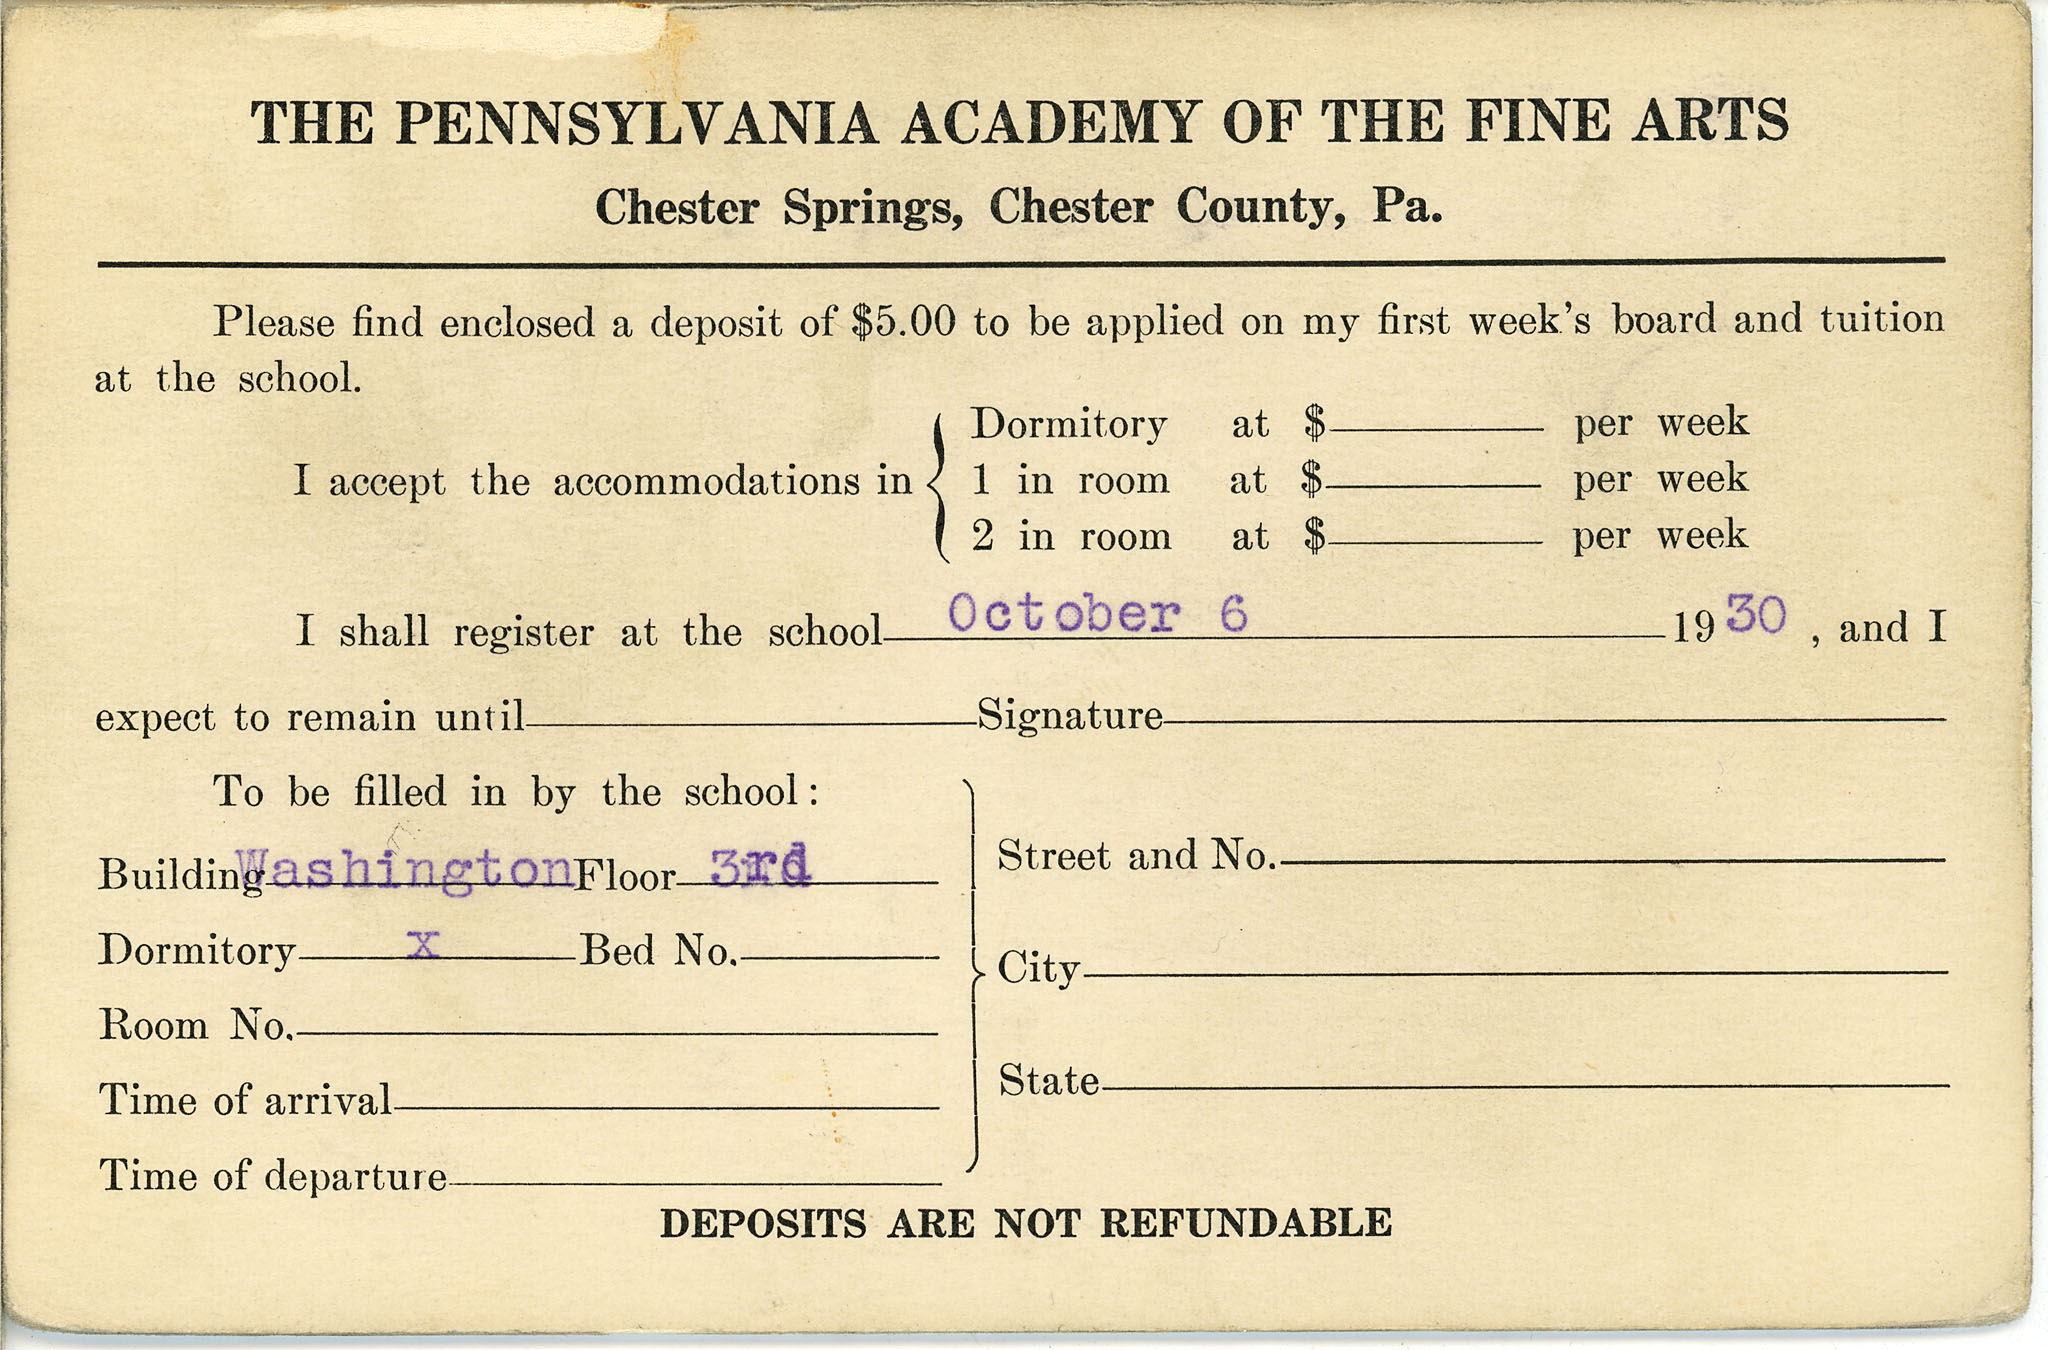 THE PENNSYLVANIA ACADEMY OF THE FINE ARTS
Chester Springs, Chester County, Pa.
Please find enclosed a deposit of $5.00 to be applied on my first week's board and tuition
at the school.
I accept the accommodations in
Dormitory at $ per week
1 in room at $ per week
2 in room at $ per week
I shall register at the school October 6 1930, and I
expect to remain until Signature
To be filled in by the school:
Building Washington Floor 3rd
Dormitory x Bed No.
Room No.
Time of arrival
Time of departure
Street and No.
City
State
DEPOSITS ARE NOT REFUNDABLE